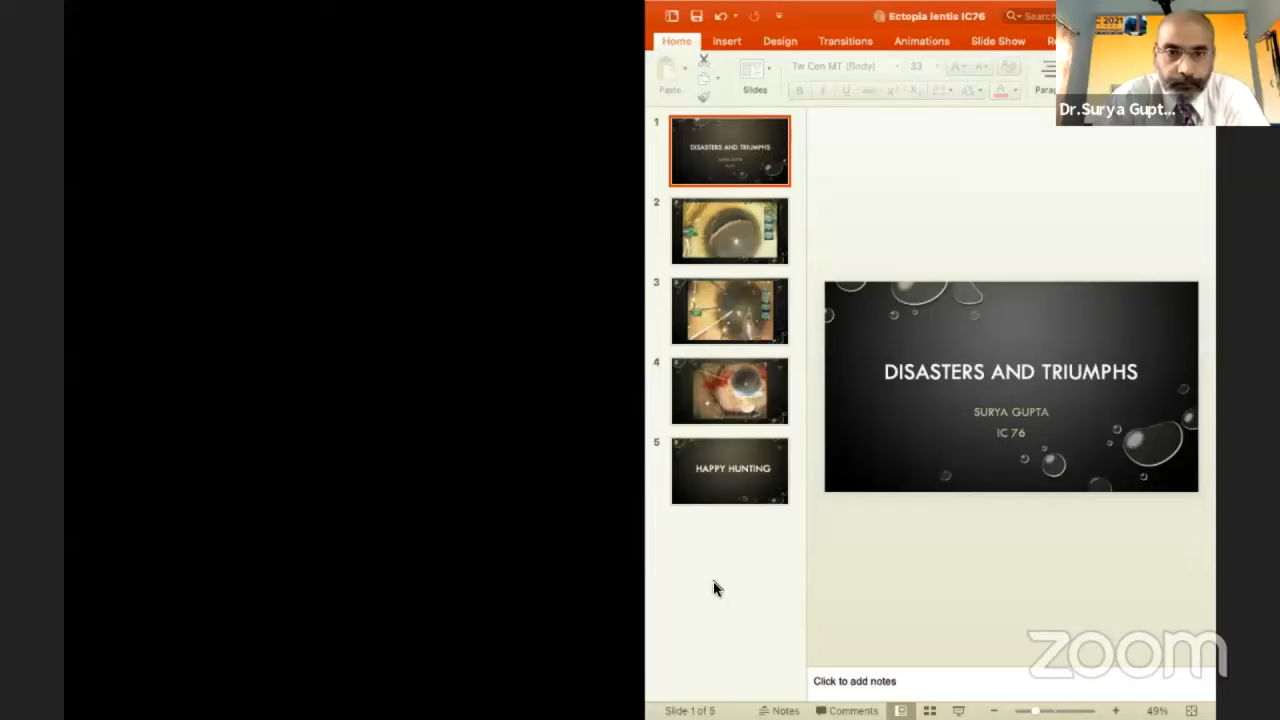 Ectopia lentis IC76
Search
Home Insert Design Transitions Animations Slide Show
Tw Cen MT (Body) 33
Paste Slides
2021
Dr.Surya Gupt...
1
DISASTERS AND TRIUMPHS
2
3
4
5
HAPPY HUNTING
DISASTERS AND TRIUMPHS
SURYA GUPTA
IC 76
zoom
Click to add notes
Slide 1 of 5 Notes Comments 49%